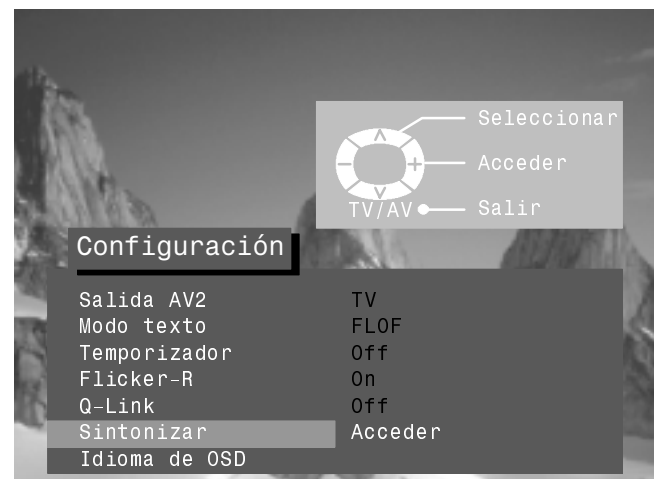 Seleccionar
Acceder
TV/AV Salir
Configuración
Salida AV2 TV
Modo texto FLOF
Temporizador Off
Flicker-R On
Q-Link Off
Sintonizar Acceder
Idioma de OSD